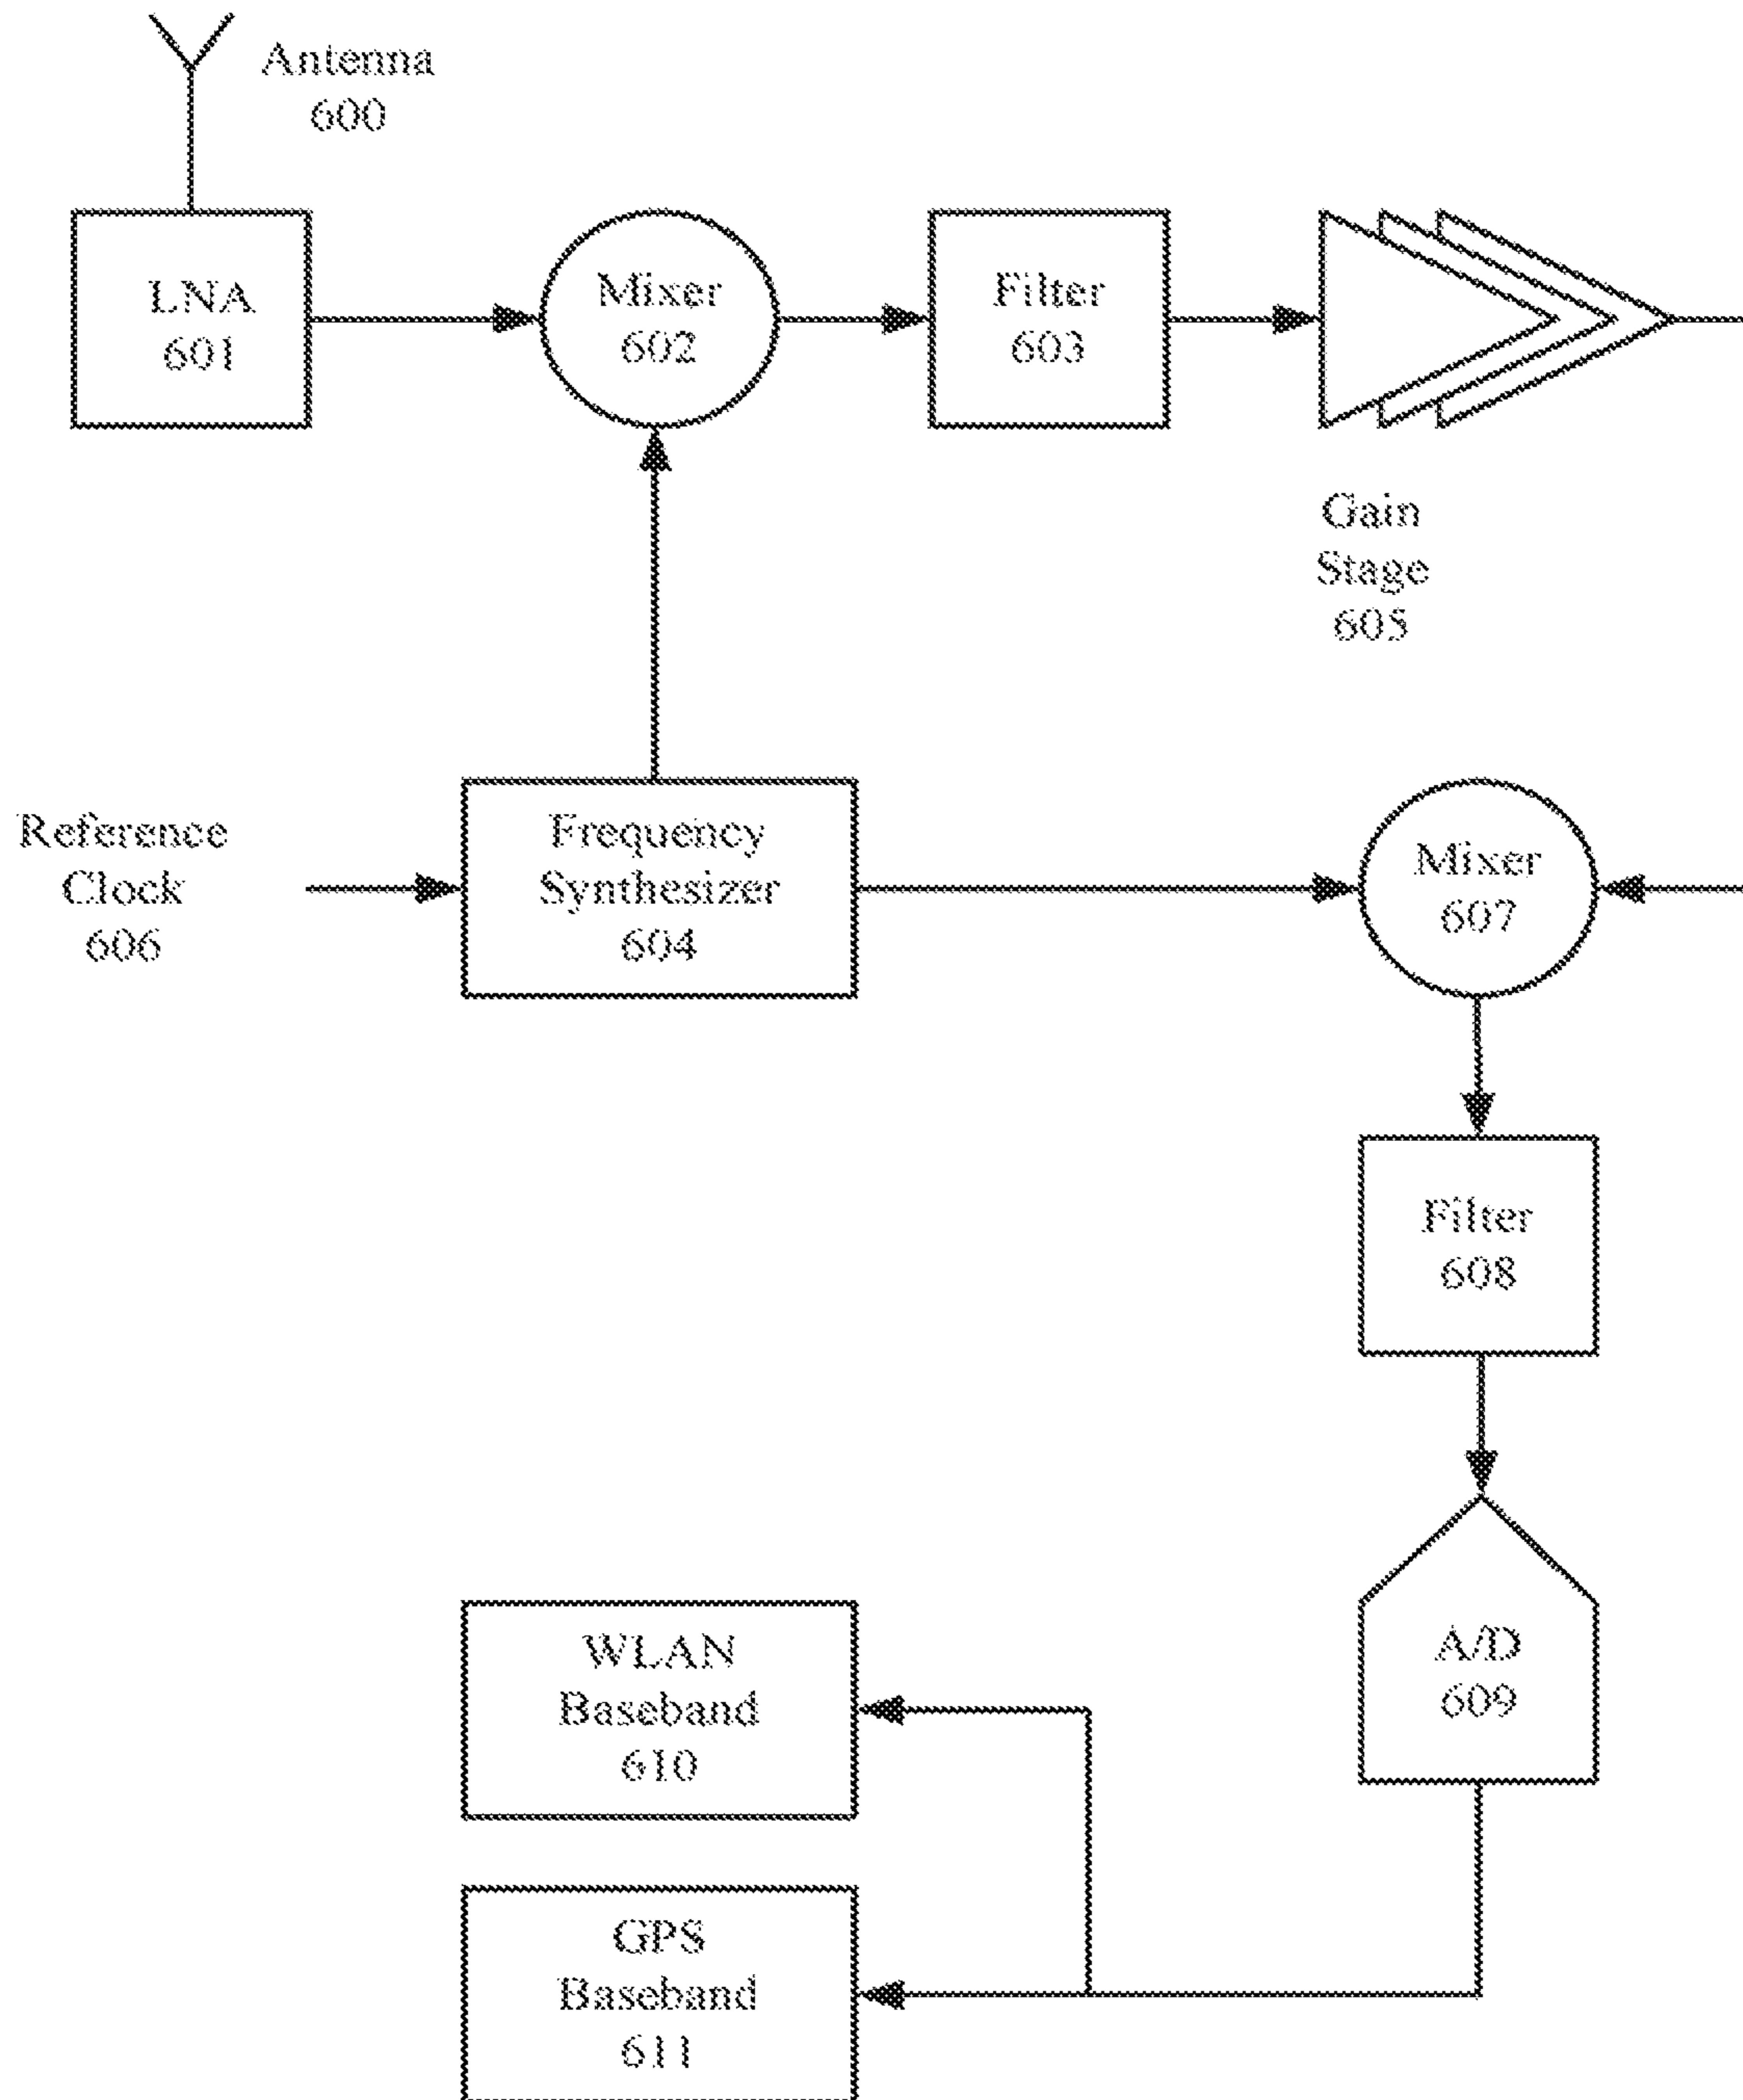 Antenna
600
LNA
601
Mixer
602
Filter
603
Gain
Stage
605
Reference
Clock
606
Frequency
Synthesizer
604
Mixer
607
Filter
608
A/D
609
WLAN
Baseband
610
GPS
Baseband
611